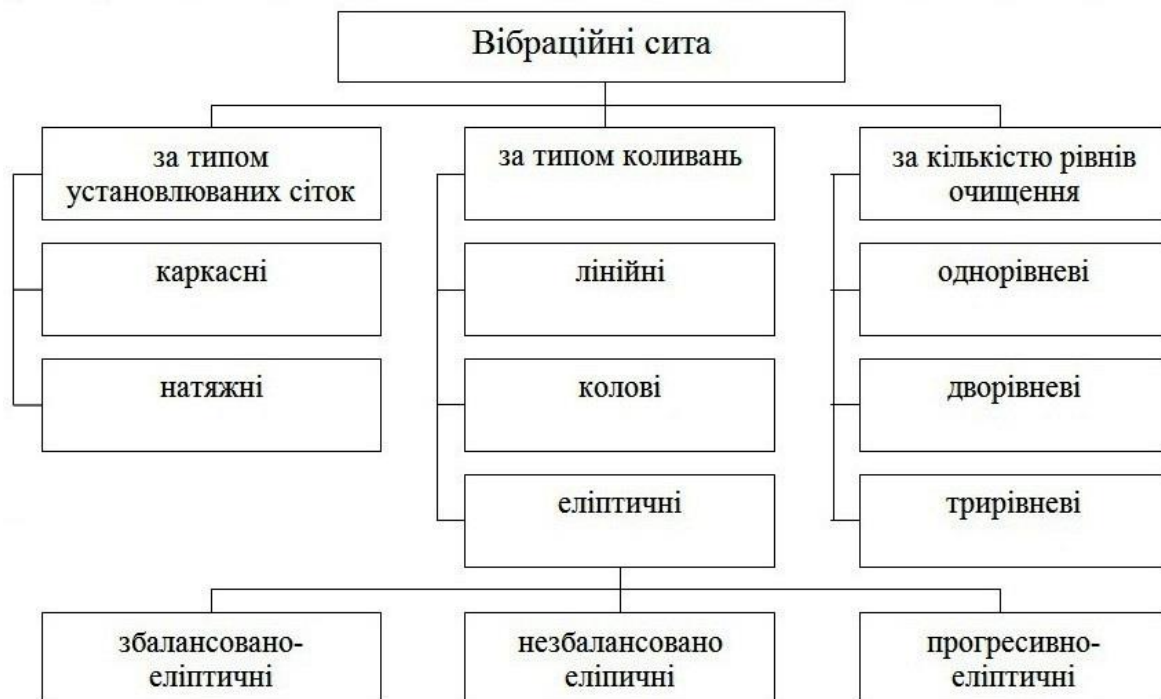 Вібраційні сита
за типом
установлюваних сіток
каркасні
натяжні
за типом коливань
лінійні
колові
еліптичні
за кількістю рівнів
очищення
однорівневі
дворівневі
трирівневі
збалансовано-
еліптичні
незбалансовано
еліпичні
прогресивно-
еліптичні